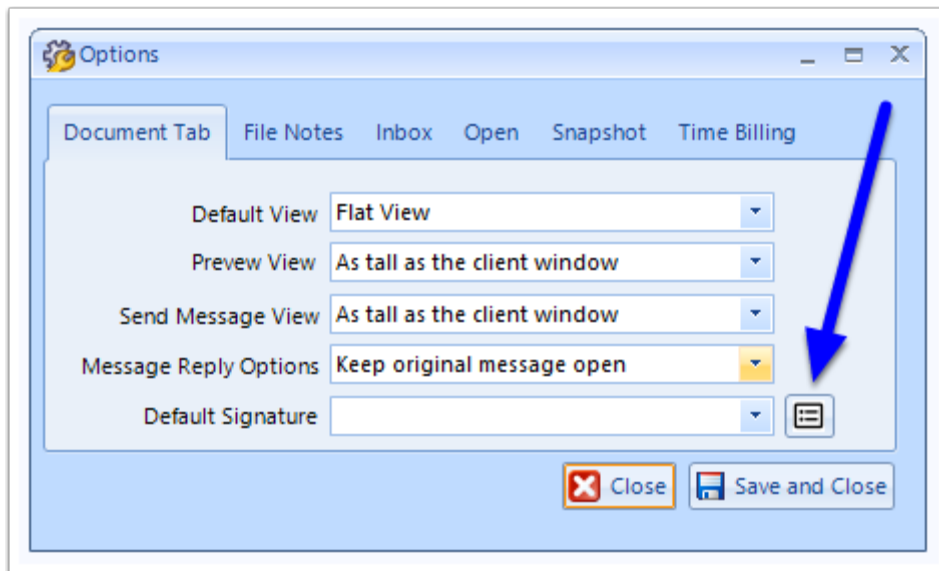 Options
Document Tab File Notes Inbox Open Snapshot Time Billing
Default View Flat View
Prevew View As tall as the client window
Send Message View As tall as the client window
Message Reply Options Keep original message open
Default Signature
Close Save and Close